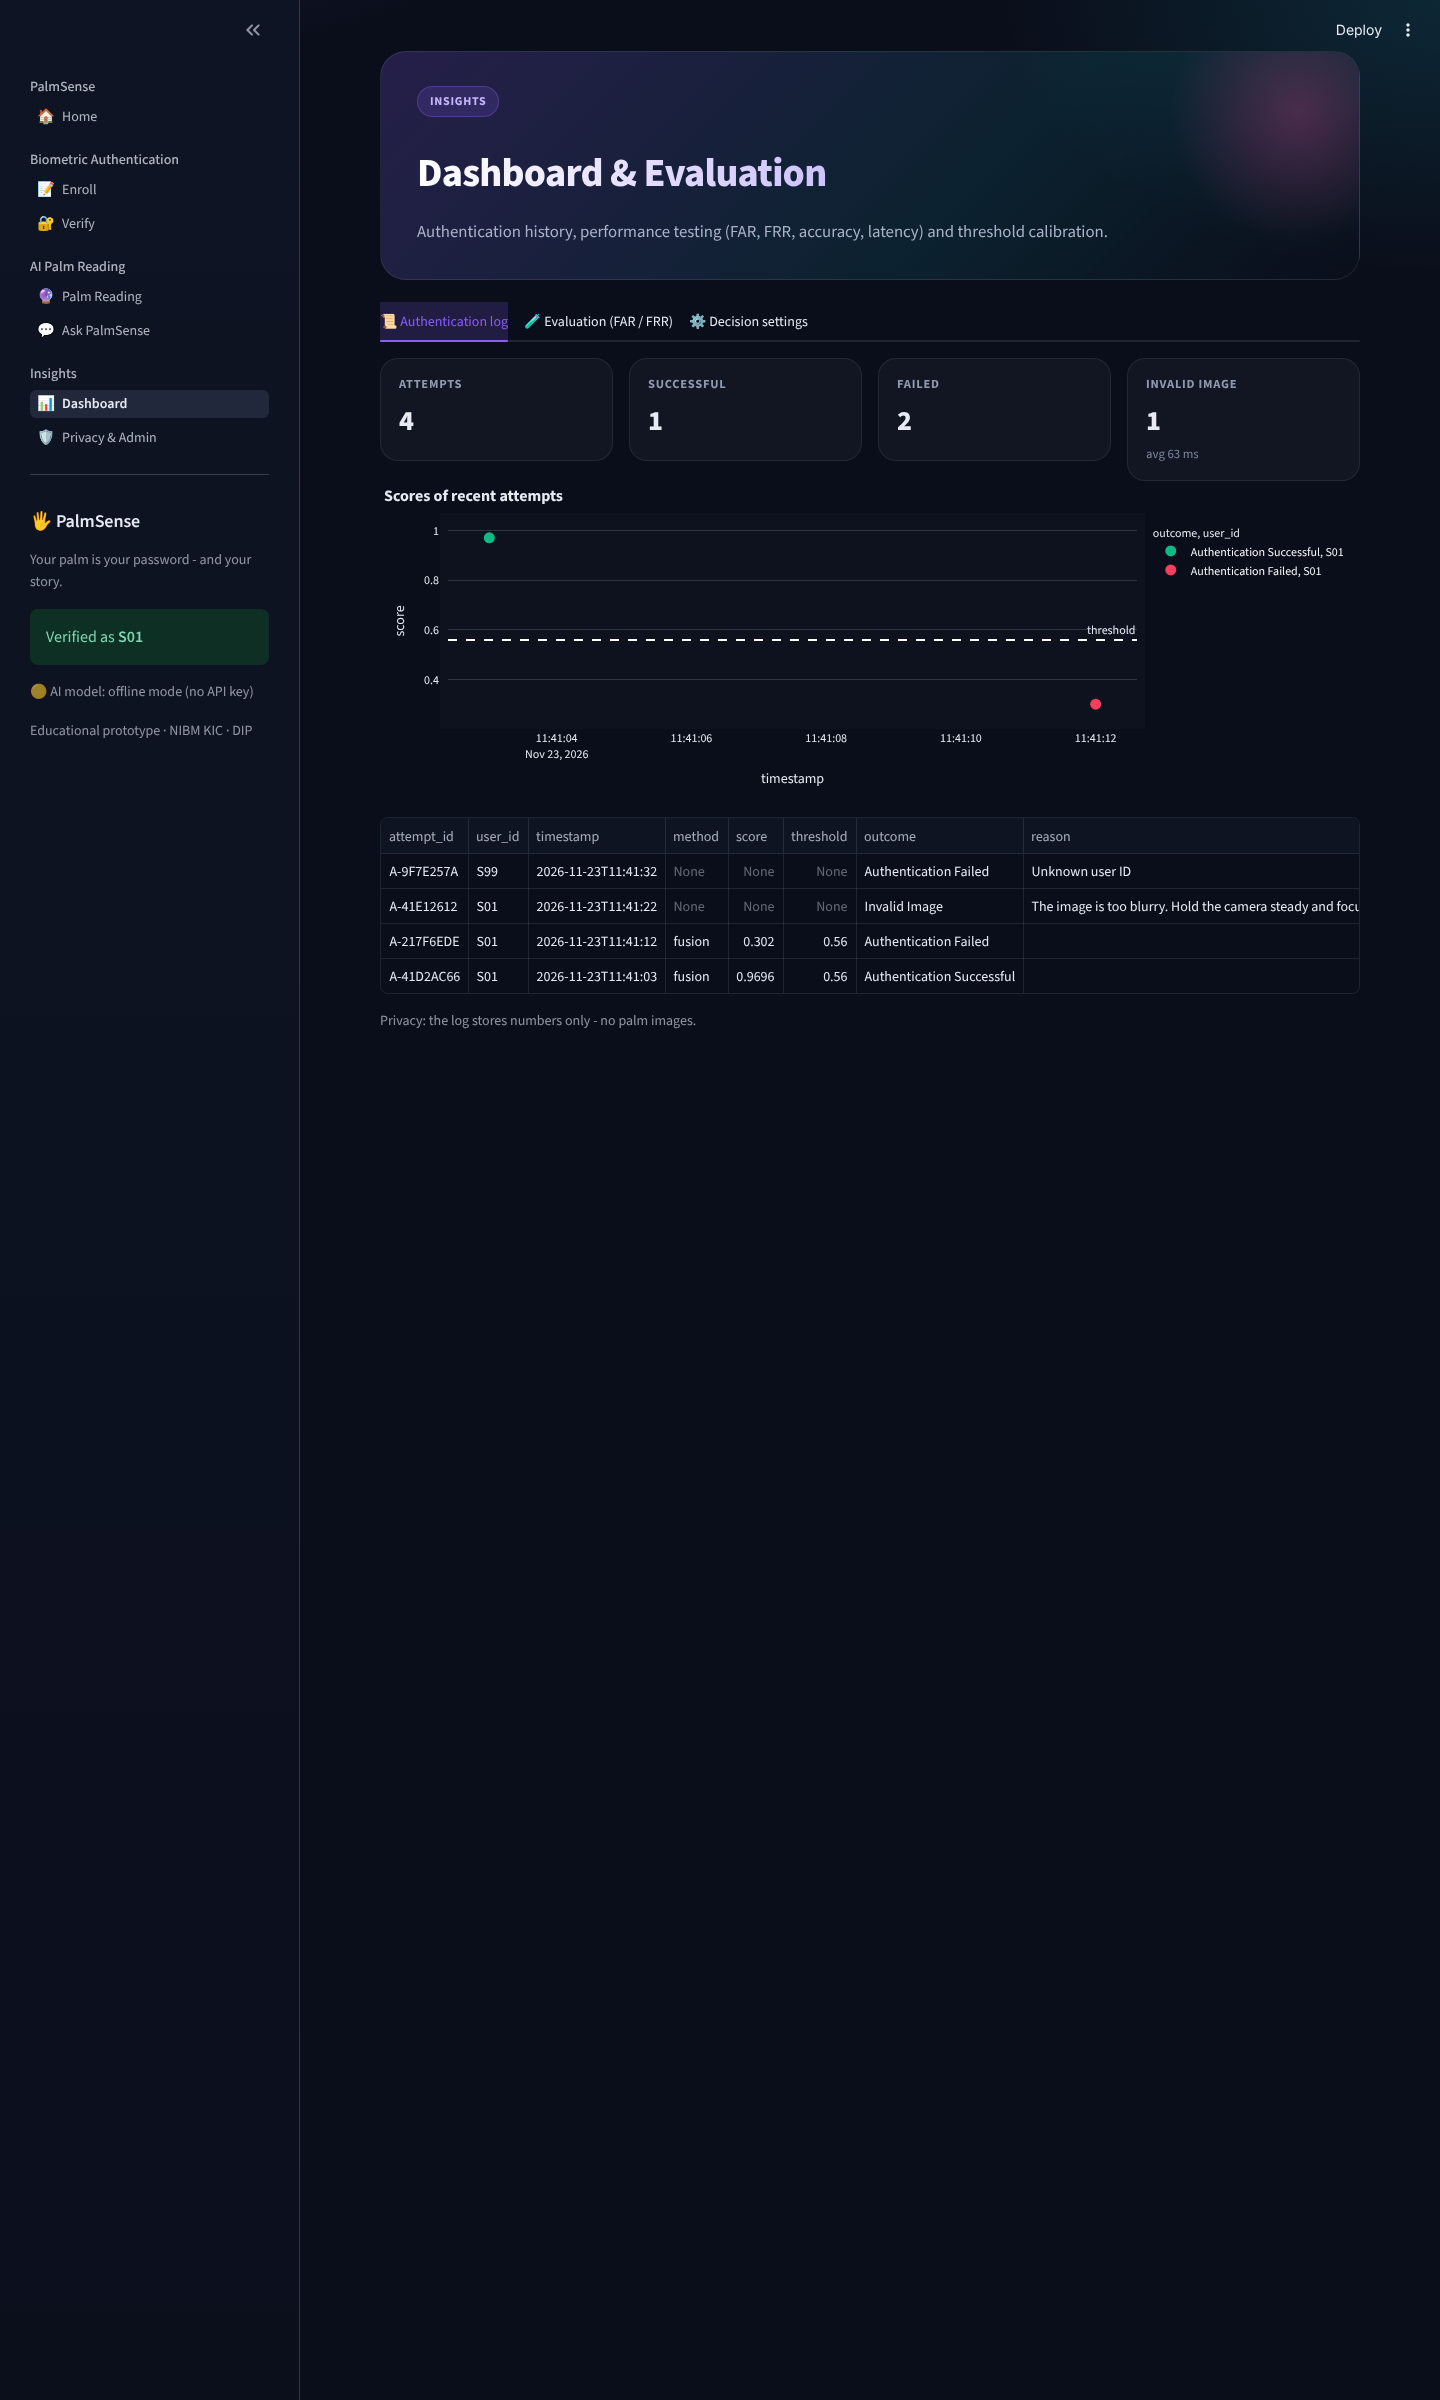 Deploy
PalmSense
🏠 Home
Biometric Authentication
📝 Enroll
🔐 Verify
AI Palm Reading
🔮 Palm Reading
💬 Ask PalmSense
Insights
📊 Dashboard
🛡️ Privacy & Admin
🖐 PalmSense
Your palm is your password - and your
story.
Verified as S01
🟡 AI model: offline mode (no API key)
Educational prototype · NIBM KIC · DIP
INSIGHTS
Dashboard & Evaluation
Authentication history, performance testing (FAR, FRR, accuracy, latency) and threshold calibration.
📜 Authentication log 🧪 Evaluation (FAR / FRR) ⚙️ Decision settings
ATTEMPTS
4
SUCCESSFUL
1
FAILED
2
INVALID IMAGE
1
avg 63 ms
Scores of recent attempts
score
1
0.8
0.6
0.4
threshold
11:41:04 11:41:06 11:41:08 11:41:10 11:41:12
Nov 23, 2026
timestamp
outcome, user_id
Authentication Successful, S01
Authentication Failed, S01
attempt_id user_id timestamp method score threshold outcome reason
A-9F7E257A S99 2026-11-23T11:41:32 None None None Authentication Failed Unknown user ID
A-41E12612 S01 2026-11-23T11:41:22 None None None Invalid Image The image is too blurry. Hold the camera steady and focu
A-217F6EDE S01 2026-11-23T11:41:12 fusion 0.302 0.56 Authentication Failed
A-41D2AC66 S01 2026-11-23T11:41:03 fusion 0.9696 0.56 Authentication Successful
Privacy: the log stores numbers only - no palm images.